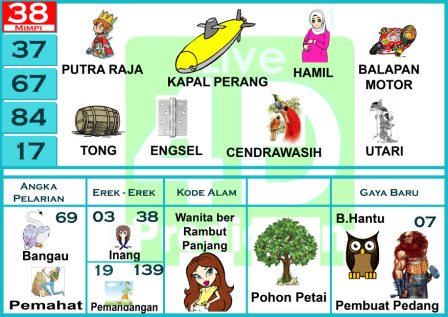 38
MIMPI
37
67
84
17
PUTRA RAJA
KAPAL PERANG
HAMIL
BALAPAN
MOTOR
TONG
ENGSEL
CENDRAWASIH
UTARI
Live
4D
ANGKA
PELARIAN
EREK - EREK
KODE ALAM
GAYA BARU
69
Bangau
Pemahat
03 38
Inang
19 139
Pemandangan
Wanita ber
Rambut
Panjang
Pohon Petai
B.Hantu
07
Pembuat Pedang